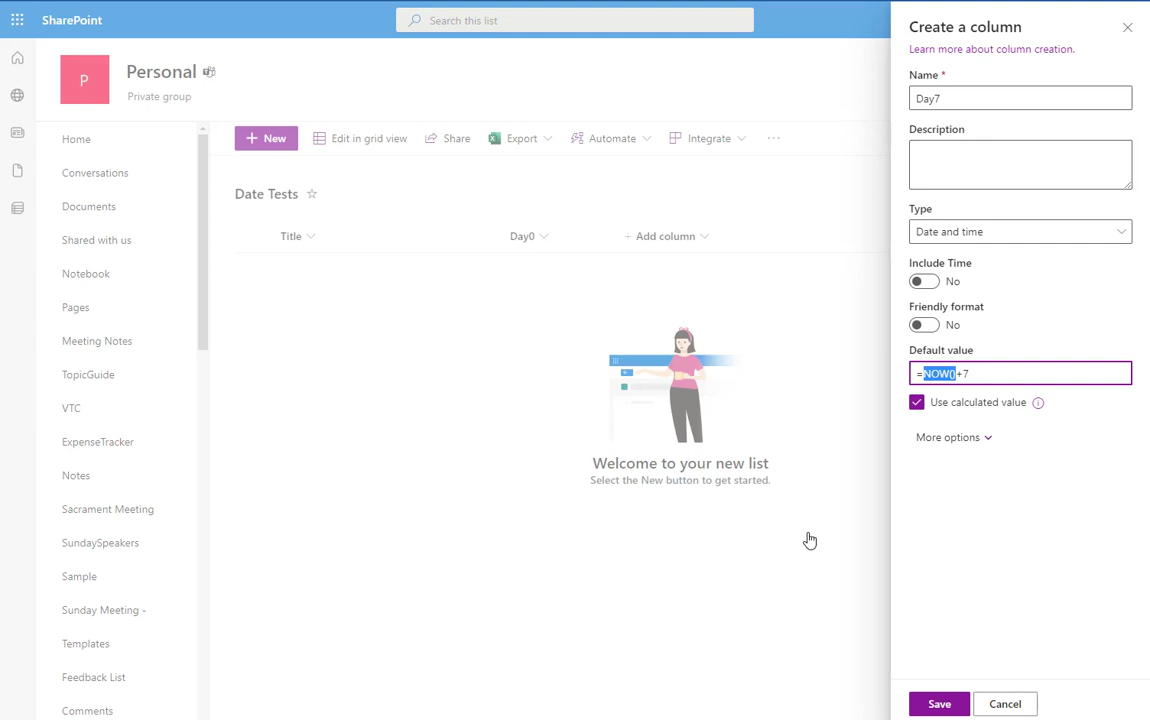 SharePoint
Search this list
P
Personal
Private group
Home
Conversations
Documents
Shared with us
Notebook
Pages
Meeting Notes
TopicGuide
VTC
ExpenseTracker
Notes
Sacrament Meeting
SundaySpeakers
Sample
Sunday Meeting -
Templates
Feedback List
Comments
+ New
Edit in grid view
Share
Export
Automate
Integrate
...
Date Tests
Title
Day0
+ Add column
Welcome to your new list
Select the New button to get started.
Create a column
Learn more about column creation.
Name *
Day7
Description
Type
Date and time
Include Time
No
Friendly format
No
Default value
=NOW()+7
Use calculated value
More options
Save
Cancel